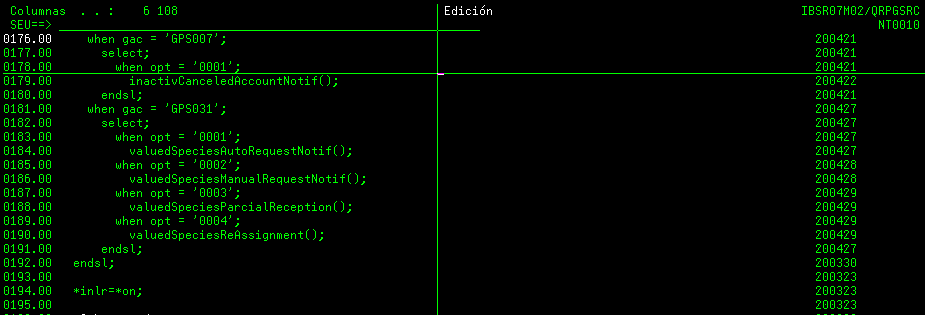 Columnas . . : 6 108 Edición IBSR07M02/QRPGSRC
SEU==> NT0010
0176.00 when gac = 'GPS007'; 200421
0177.00 select; 200421
0178.00 when opt = '0001'; 200421
0179.00 inactivCanceledAccountNotif(); 200422
0180.00 endsl; 200421
0181.00 when gac = 'GPS031'; 200427
0182.00 select; 200427
0183.00 when opt = '0001'; 200427
0184.00 valuedSpeciesAutoRequestNotif(); 200427
0185.00 when opt = '0002'; 200428
0186.00 valuedSpeciesManualRequestNotif(); 200428
0187.00 when opt = '0003'; 200429
0188.00 valuedSpeciesParcialReception(); 200429
0189.00 when opt = '0004'; 200429
0190.00 valuedSpeciesReAssignment(); 200429
0191.00 endsl; 200427
0192.00 endsl; 200330
0193.00 200323
0194.00 *inlr=*on; 200323
0195.00 200323